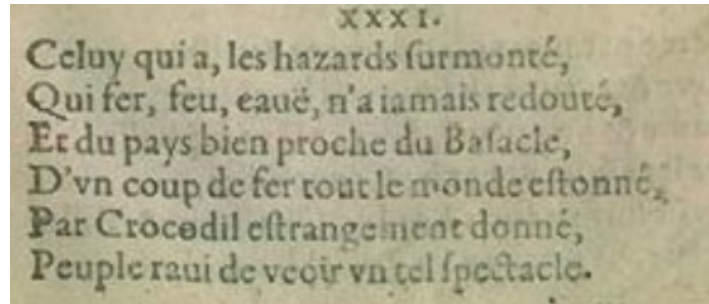 XXXI.
Celuy qui a, les hazards ſurmonté,
Qui fer, feu, eauë, n'a iamais redouté,
Et du pays bien proche du Baſacle,
D'vn coup de fer tout le monde eſtonné,
Par Crocodil eſtrangement donné,
Peuple raui de veoir vn tel ſpectacle.